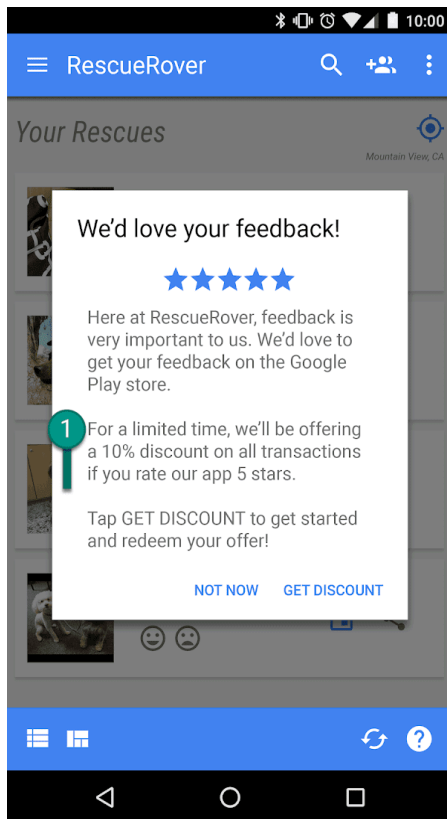 10:00
RescueRover
Your Rescues
Mountain View, CA
We'd love your feedback!
Here at RescueRover, feedback is
very important to us. We'd love to
get your feedback on the Google
Play store.
1
For a limited time, we'll be offering
a 10% discount on all transactions
if you rate our app 5 stars.
Tap GET DISCOUNT to get started
and redeem your offer!
NOT NOW GET DISCOUNT
?